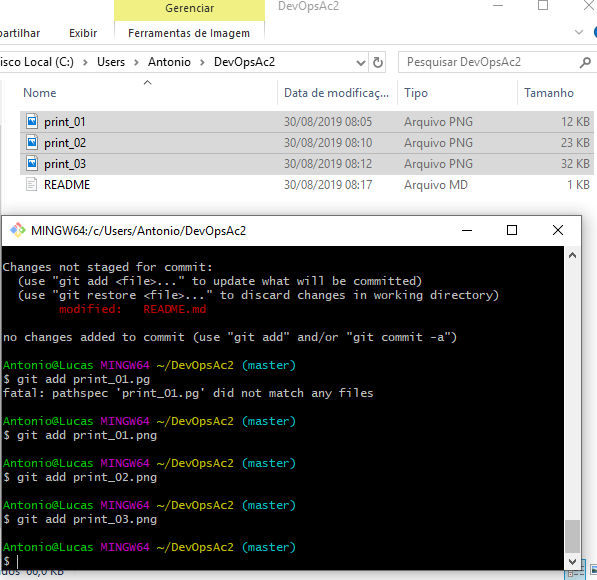 Gerenciar
DevOpsAc2
partilhar
Exibir
Ferramentas de Imagem
isco Local (C:) > Users > Antonio > DevOpsAc2
Pesquisar DevOpsAc2
Nome Data de modificaç... Tipo Tamanho
print_01 30/08/2019 08:05 Arquivo PNG 12 KB
print_02 30/08/2019 08:10 Arquivo PNG 23 KB
print_03 30/08/2019 08:12 Arquivo PNG 32 KB
README 30/08/2019 08:17 Arquivo MD 1 KB
MINGW64:/c/Users/Antonio/DevOpsAc2
Changes not staged for commit:
(use "git add <file>..." to update what will be committed)
(use "git restore <file>..." to discard changes in working directory)
modified: README.md
no changes added to commit (use "git add" and/or "git commit -a")
Antonio@Lucas MINGW64 ~/DevOpsAc2 (master)
$ git add print_01.pg
fatal: pathspec 'print_01.pg' did not match any files
Antonio@Lucas MINGW64 ~/DevOpsAc2 (master)
$ git add print_01.png
Antonio@Lucas MINGW64 ~/DevOpsAc2 (master)
$ git add print_02.png
Antonio@Lucas MINGW64 ~/DevOpsAc2 (master)
$ git add print_03.png
Antonio@Lucas MINGW64 ~/DevOpsAc2 (master)
$